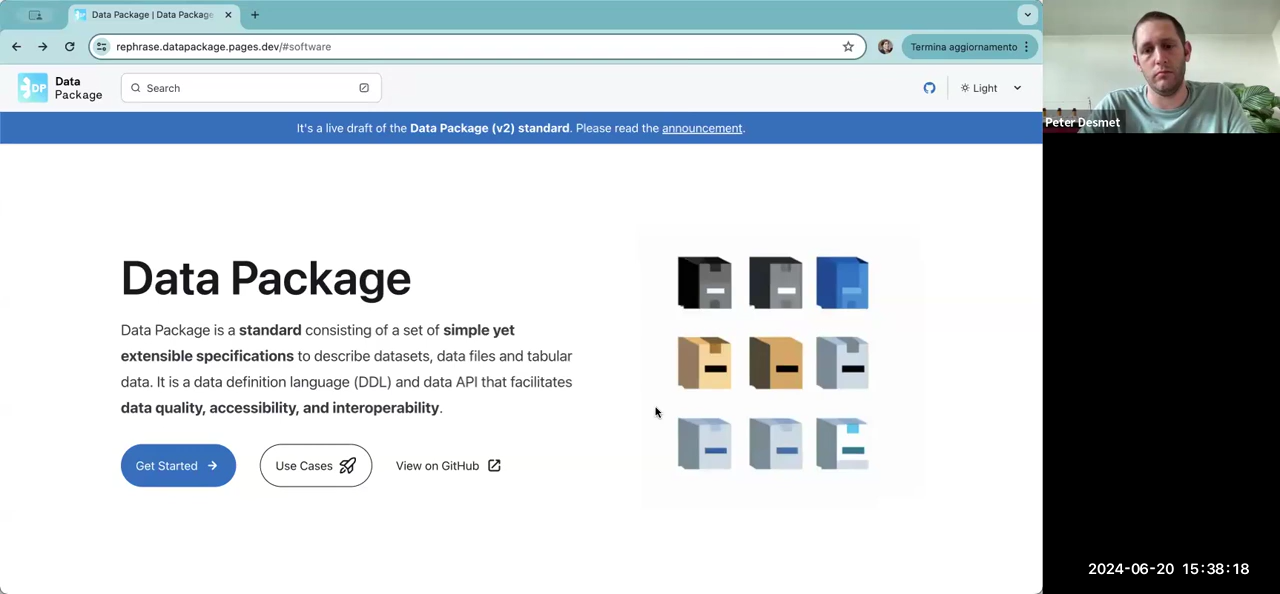 Data Package | Data Package
rephrase.datapackage.pages.dev/#software
Termina aggiornamento
Data
Package
Search
Light
It's a live draft of the Data Package (v2) standard. Please read the announcement.
Data Package
Data Package is a standard consisting of a set of simple yet
extensible specifications to describe datasets, data files and tabular
data. It is a data definition language (DDL) and data API that facilitates
data quality, accessibility, and interoperability.
Get Started
Use Cases
View on GitHub
Peter Desmet
2024-06-20 15:38:18
DP